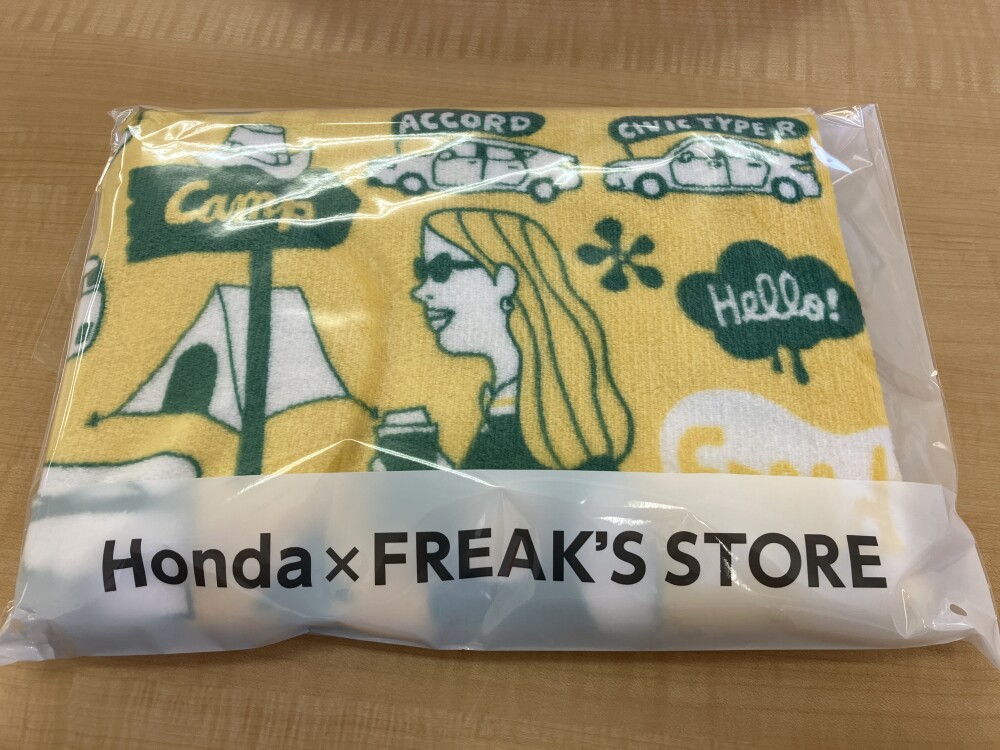 ACCORD
CIVIC TYPE R
Camp
Hello!
Honda×FREAK'S STORE